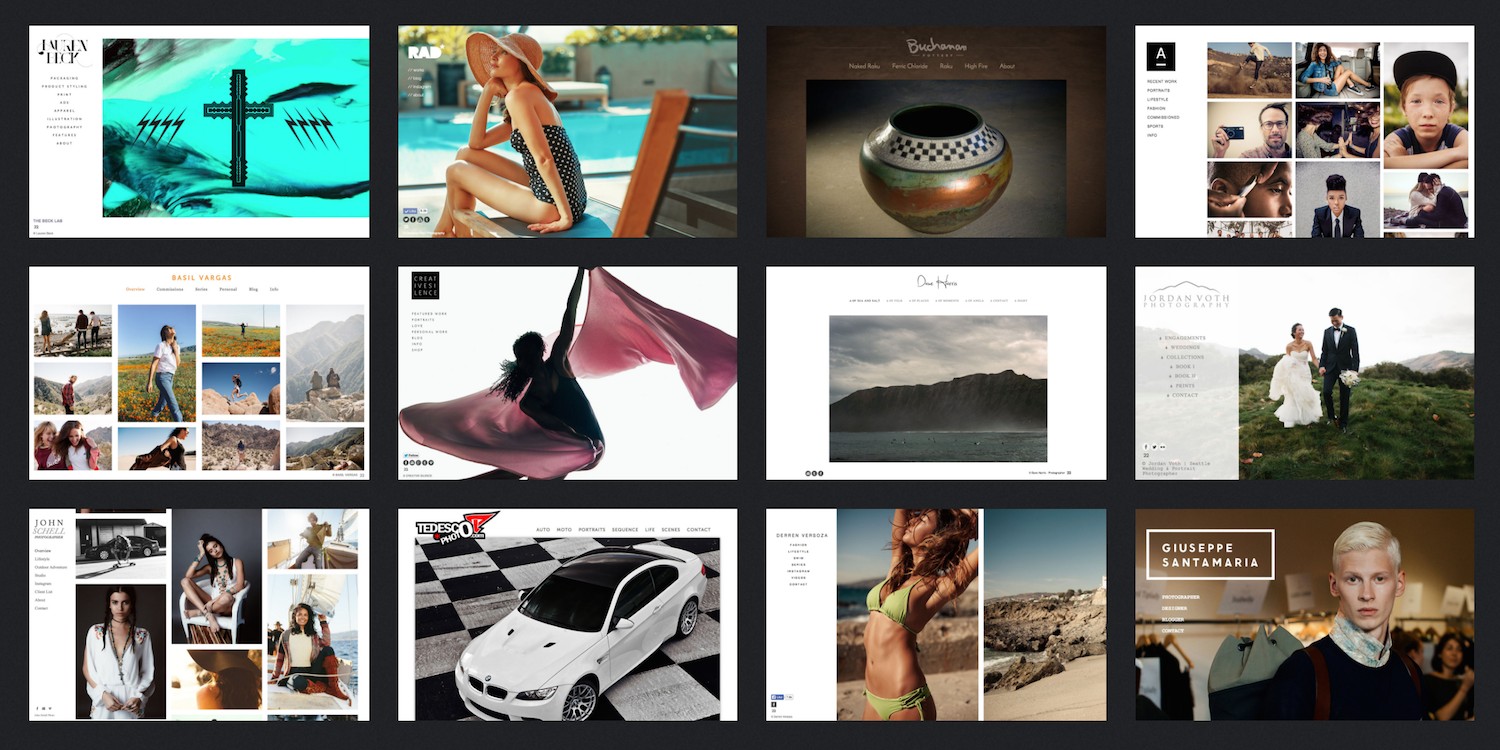 LAUREN
BECK
PACKAGING
PRODUCT STYLING
PRINT
APPAREL
ILLUSTRATION
PHOTOGRAPHY
FEATURES
ABOUT
THE BECK LAB
RAD
// works
// blog
// instagram
// about
Buchanan
POTTERY
Naked Raku
Ferric Chloride
Raku
High Fire
About
A
RECENT WORK
PORTRAITS
LIFESTYLE
FASHION
COMMISSIONED
SPORTS
INFO
BASIL VARGAS
Overview
Commissions
Series
Personal
Blog
Info
CREAT
IVESI
LENCE
FEATURED WORK
PORTRAITS
LOVE
PERSONAL WORK
BLOG
INFO
SHOP
Dave Harris
JORDAN VOTH
PHOTOGRAPHY
ENGAGEMENTS
WEDDINGS
COLLECTIONS
BOOK I
BOOK II
PRINTS
CONTACT
© Jordan Voth | Seattle
Wedding & Portrait
Photographer
JOHN
SCHELL
PHOTOGRAPHER
Overview
Lifestyle
Outdoor Adventure
Studio
Instagram
Client List
About
Contact
TEDESCO
PHOTO.com
AUTO
MOTO
PORTRAITS
SEQUENCE
LIFE
SCENES
CONTACT
DERREN VERSOZA
FASHION
LIFESTYLE
SWIM
SERIES
INSTAGRAM
VIDEOS
CONTACT
GIUSEPPE
SANTAMARIA
PHOTOGRAPHER
DESIGNER
BLOGGER
CONTACT